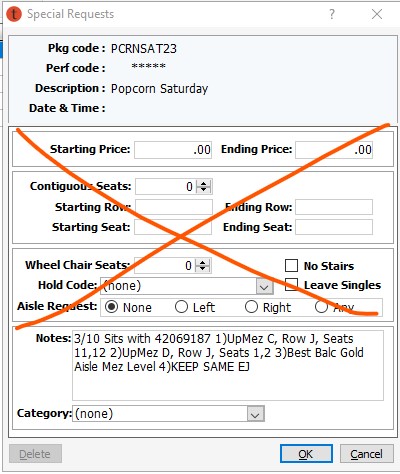 Special Requests
Pkg code : PCRNSAT23
Perf code : *****
Description : Popcorn Saturday
Date & Time :
Starting Price: .00 Ending Price: .00
Contiguous Seats: 0
Starting Row: Ending Row:
Starting Seat: Ending Seat:
Wheel Chair Seats: 0 No Stairs
Hold Code: (none) Leave Singles
Aisle Request: None Left Right Any
Notes: 3/10 Sits with 42069187 1)UpMez C, Row J, Seats
11,12 2)UpMez D, Row J, Seats 1,2 3)Best Balc Gold
Aisle Mez Level 4)KEEP SAME EJ
Category: (none)
Delete OK Cancel